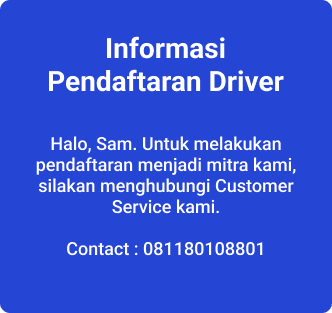 Informasi
Pendaftaran Driver
Halo, Sam. Untuk melakukan
pendaftaran menjadi mitra kami,
silakan menghubungi Customer
Service kami.
Contact : 081180108801